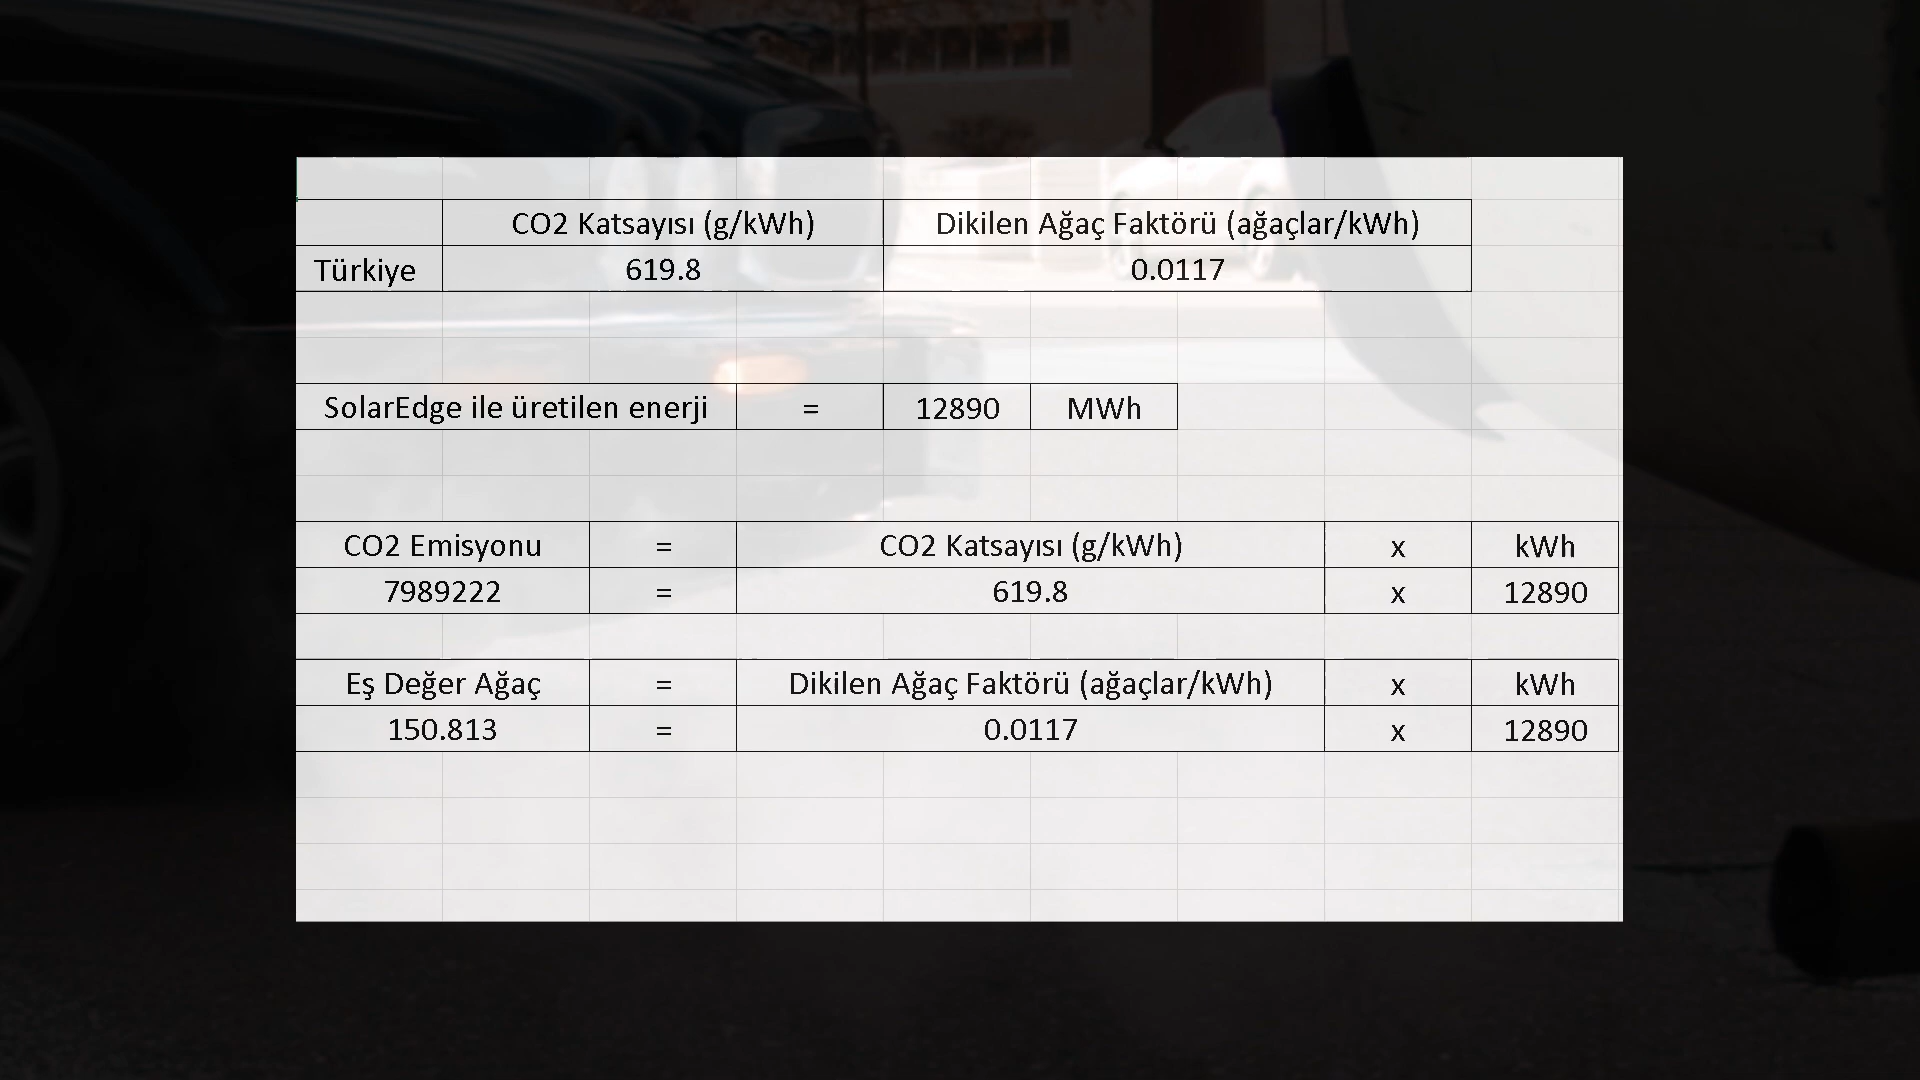 CO2 Katsayısı (g/kWh) Dikilen Ağaç Faktörü (ağaçlar/kWh)
Türkiye 619.8 0.0117
SolarEdge ile üretilen enerji = 12890 MWh
CO2 Emisyonu = CO2 Katsayısı (g/kWh) x kWh
7989222 = 619.8 x 12890
Eş Değer Ağaç = Dikilen Ağaç Faktörü (ağaçlar/kWh) x kWh
150.813 = 0.0117 x 12890